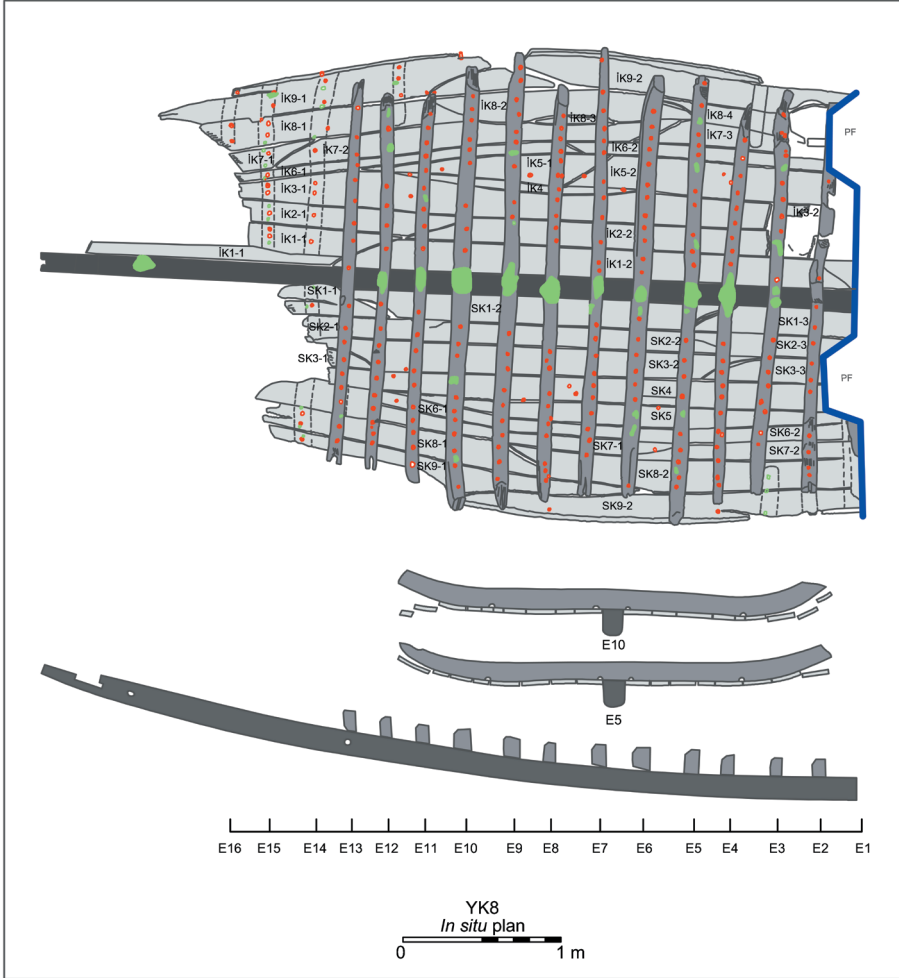 İK9-2
İK9-1
İK8-2
İK8-3
İK8-4
PF
İK8-1
İK7-3
İK7-2
İK6-2
İK7-1
İK5-1
İK6-1
İK5-2
İK3-1
İK4
İK2-1
İK3-2
İK1-1
İK2-2
İK1-1
İK1-2
SK1-1
SK1-2
SK1-3
SK2-1
SK2-2
SK2-3
SK3-1
SK3-2
SK3-3
PF
SK4
SK6-1
SK5
SK6-2
SK8-1
SK7-1
SK7-2
SK9-1
SK8-2
SK9-2
E10
E5
E16 E15 E14 E13 E12 E11 E10 E9 E8 E7 E6 E5 E4 E3 E2 E1
YK8
In situ plan
0 1 m